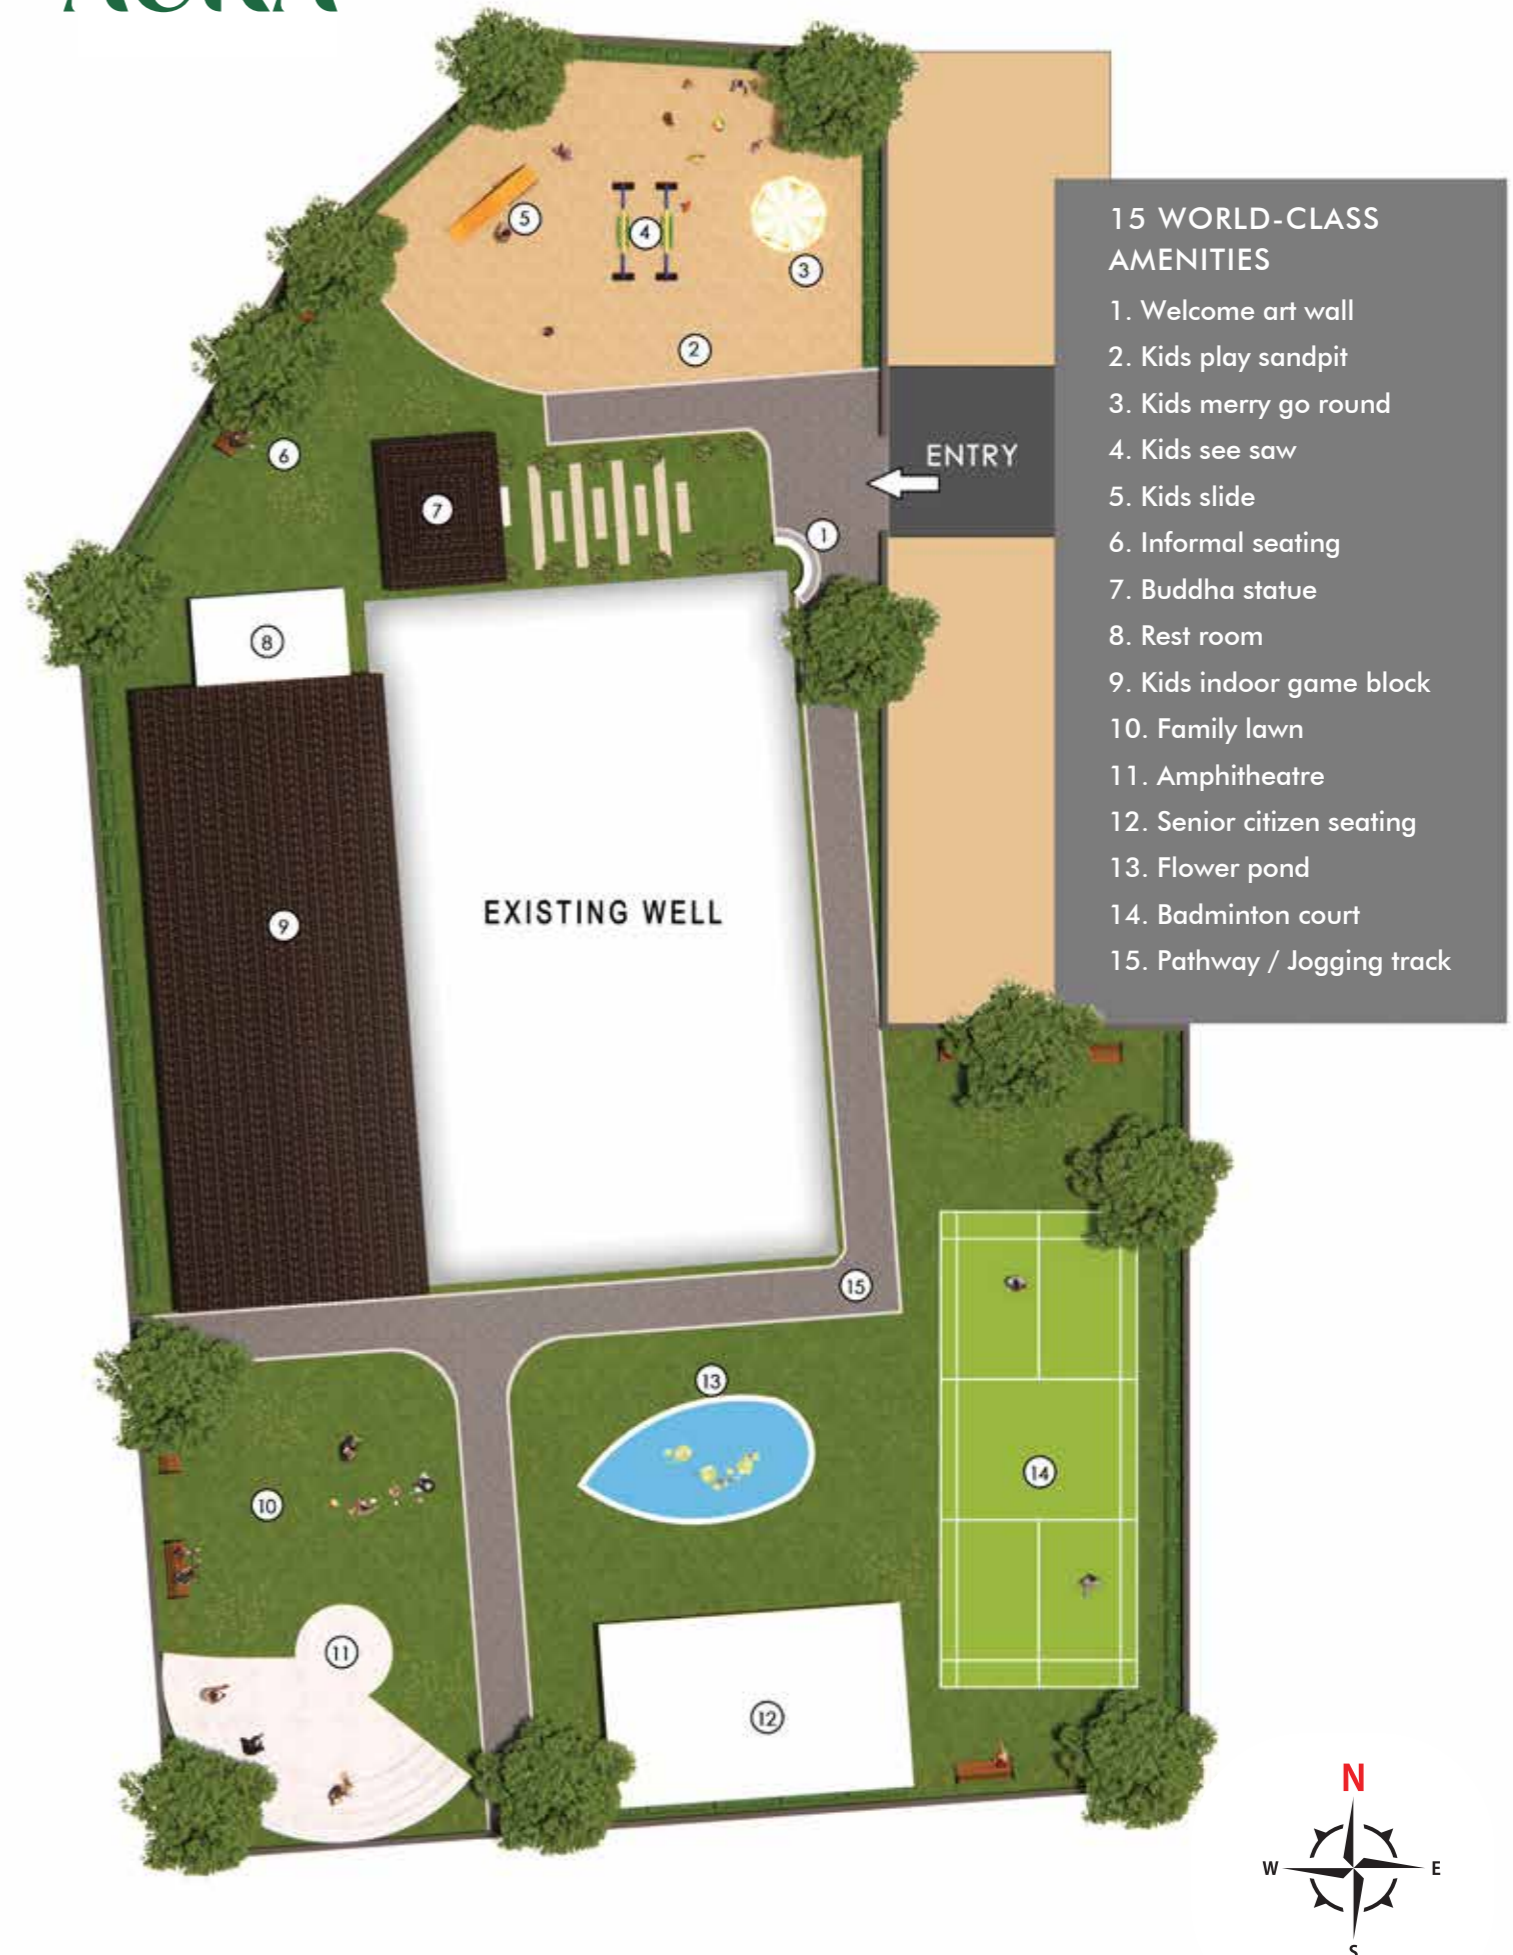 15 WORLD-CLASS
AMENITIES
1. Welcome art wall
2. Kids play sandpit
3. Kids merry go round
4. Kids see saw
5. Kids slide
6. Informal seating
7. Buddha statue
8. Rest room
9. Kids indoor game block
10. Family lawn
11. Amphitheatre
12. Senior citizen seating
13. Flower pond
14. Badminton court
15. Pathway / Jogging track
5
4
3
2
ENTRY
6
7
1
8
EXISTING WELL
9
15
13
14
10
11
12
N
W
E
S